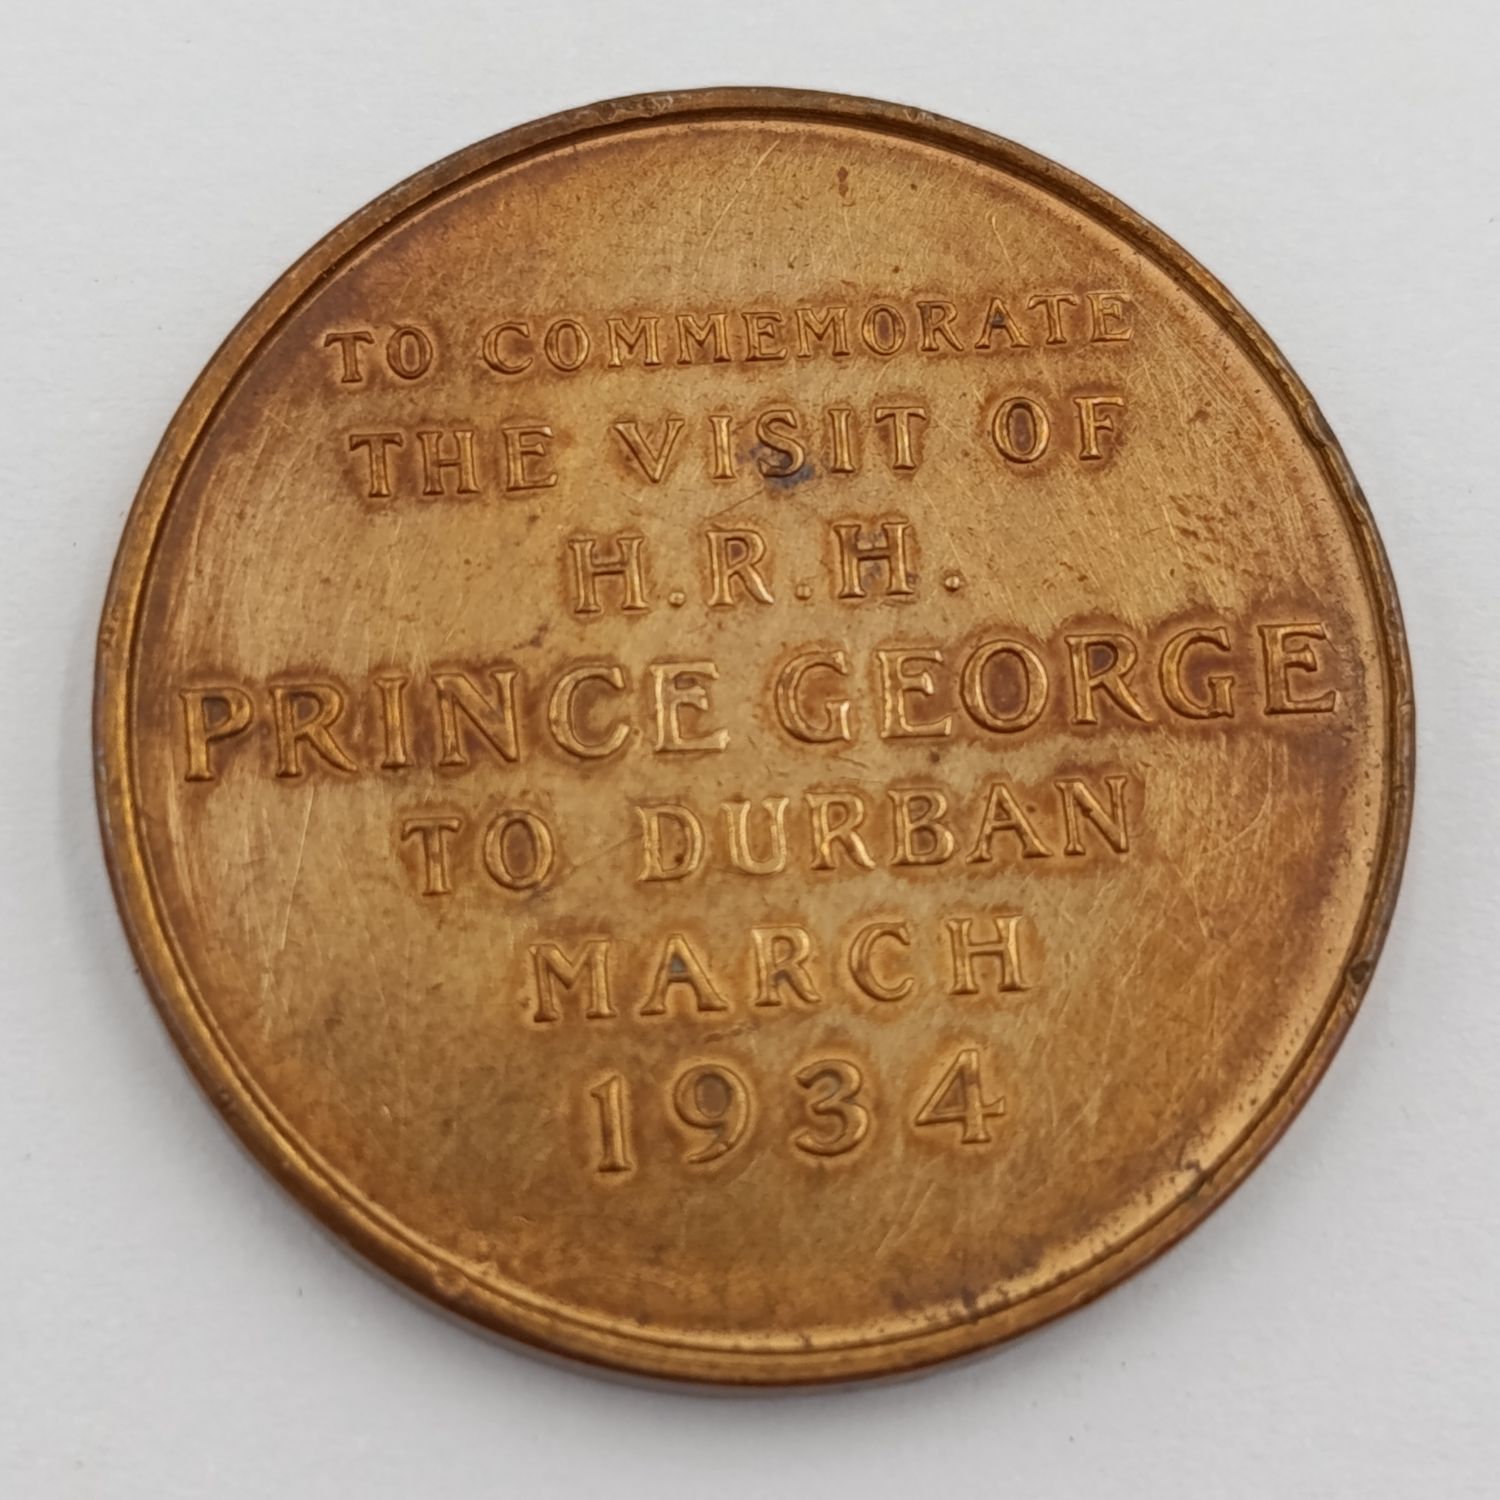 TO COMMEMORATE
THE VISIT OF
H.R.H.
PRINCE GEORGE
TO DURBAN
MARCH
1934